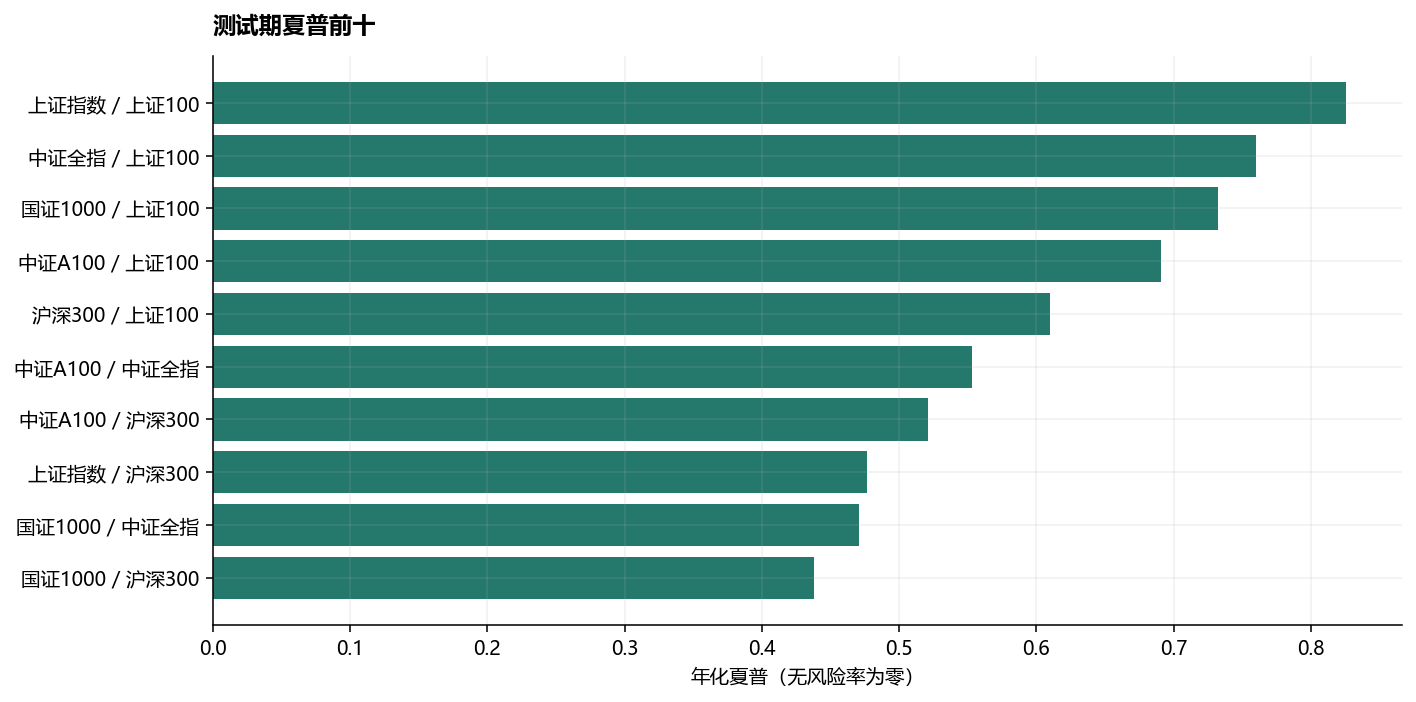 测试期夏普前十
上证指数 / 上证100
中证全指 / 上证100
国证1000 / 上证100
中证A100 / 上证100
沪深300 / 上证100
中证A100 / 中证全指
中证A100 / 沪深300
上证指数 / 沪深300
国证1000 / 中证全指
国证1000 / 沪深300
0.0 0.1 0.2 0.3 0.4 0.5 0.6 0.7 0.8
年化夏普（无风险率为零）